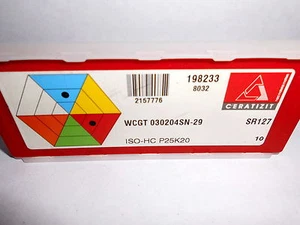 198233
8032
2157776
CERATIZIT
WCGT 030204SN-29
SR127
ISO-HC P25K20
10